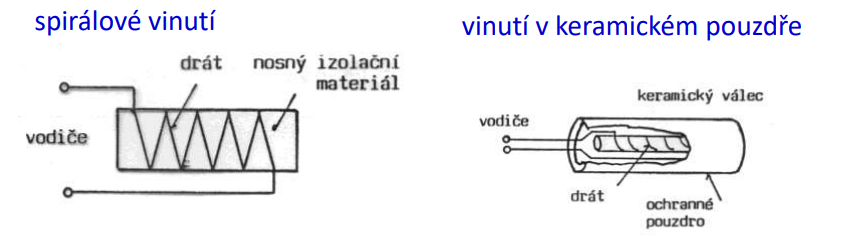 spirálové vinutí
drát
nosný izolační
materiál
vodiče
vinutí v keramickém pouzdře
keramický válec
vodiče
drát
ochranné
pouzdro